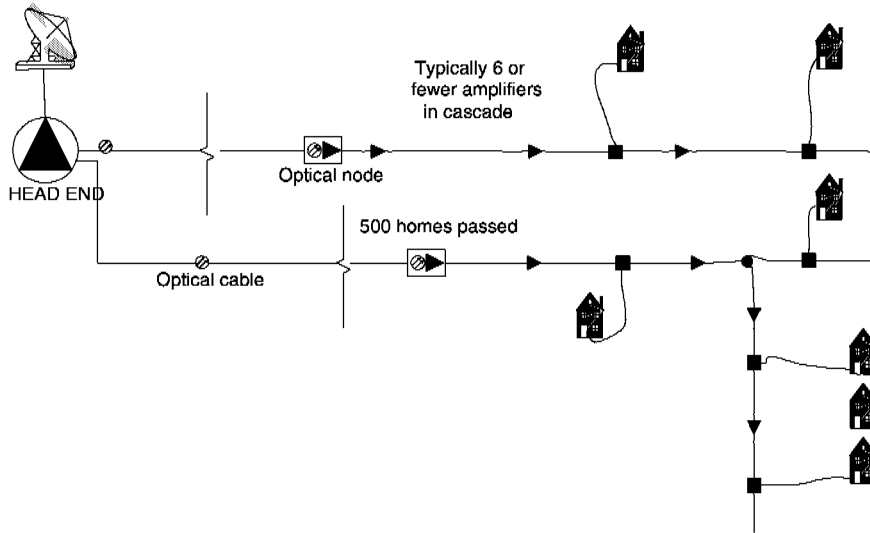 Typically 6 or
fewer amplifiers
in cascade
Optical node
HEAD END
500 homes passed
Optical cable